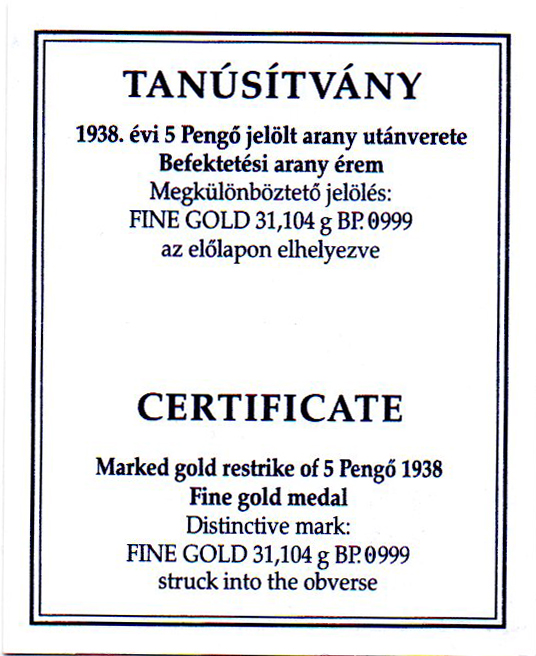 TANÚSÍTVÁNY
1938. évi 5 Pengő jelölt arany utánverete
Befektetési arany érem
Megkülönböztető jelölés:
FINE GOLD 31,104 g BP. 0999
az előlapon elhelyezve
CERTIFICATE
Marked gold restrike of 5 Pengő 1938
Fine gold medal
Distinctive mark:
FINE GOLD 31,104 g BP. 0999
struck into the obverse